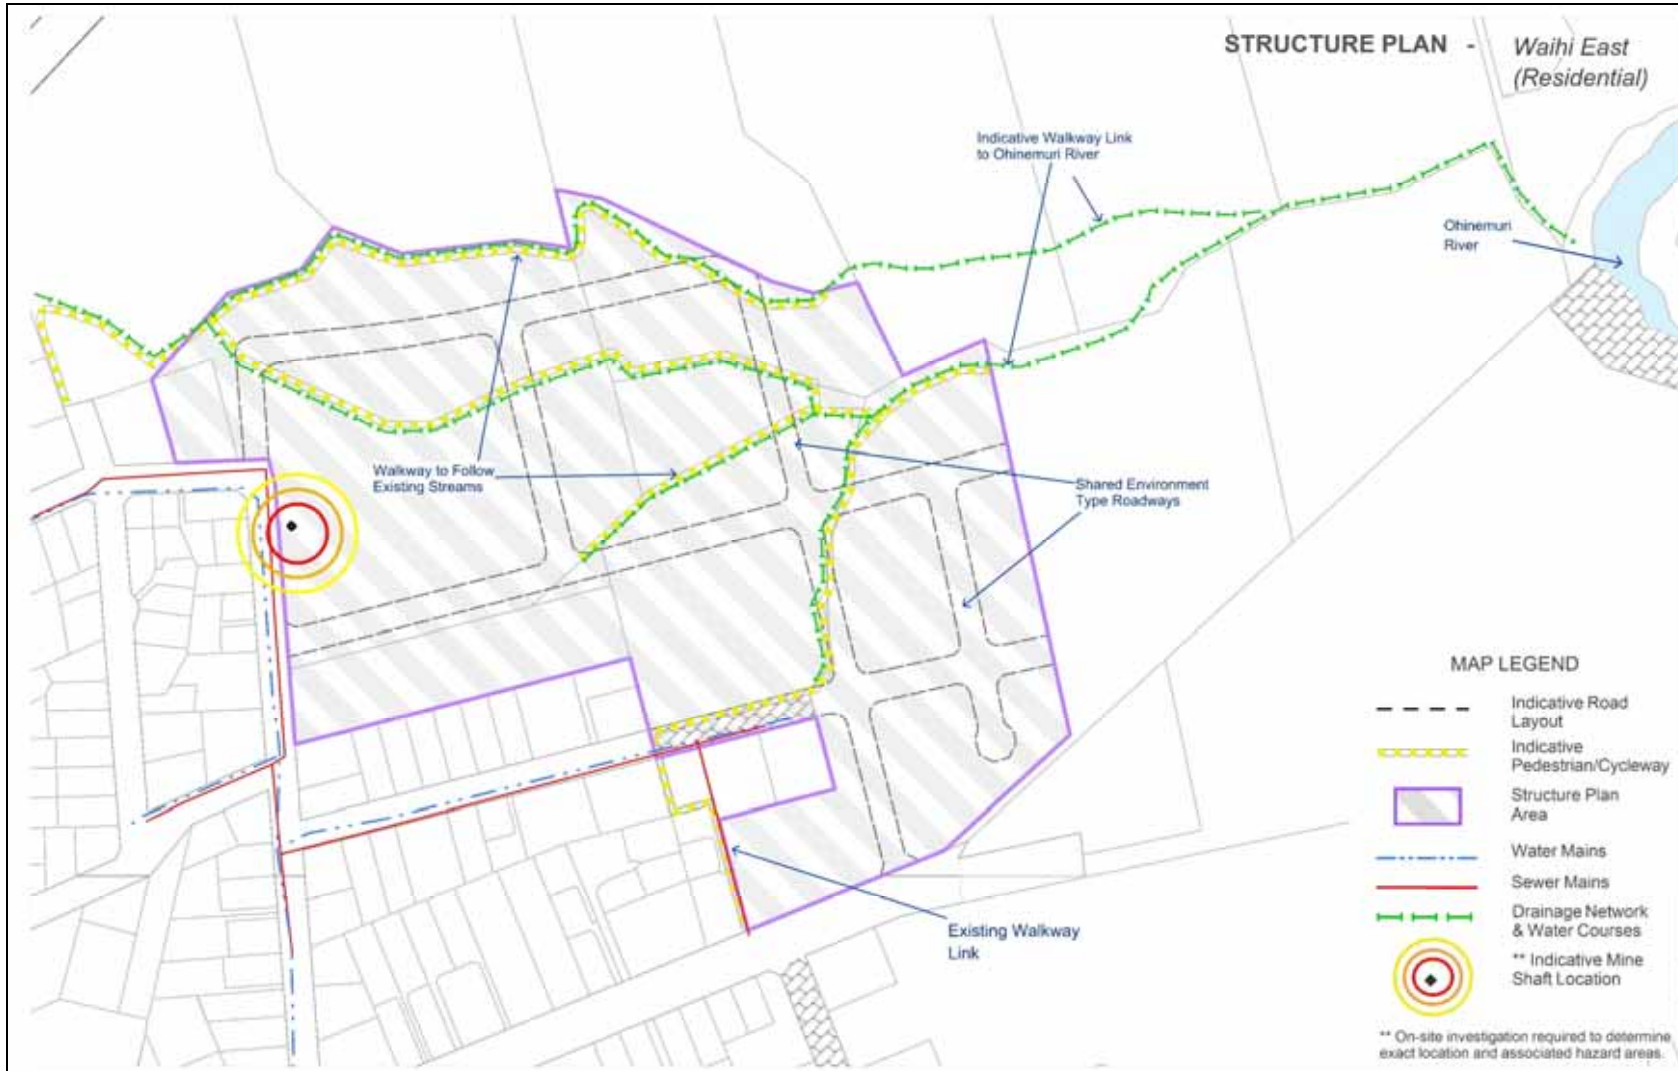 STRUCTURE PLAN - Waihi East
(Residential)
Indicative Walkway Link
to Ohinemuri River
Ohinemuri
River
Walkway to Follow
Existing Streams
Shared Environment
Type Roadways
Existing Walkway
Link
MAP LEGEND
Indicative Road
Layout
Indicative
Pedestrian/Cycleway
Structure Plan
Area
Water Mains
Sewer Mains
Drainage Network
& Water Courses
** Indicative Mine
Shaft Location
** On-site investigation required to determine
exact location and associated hazard areas.